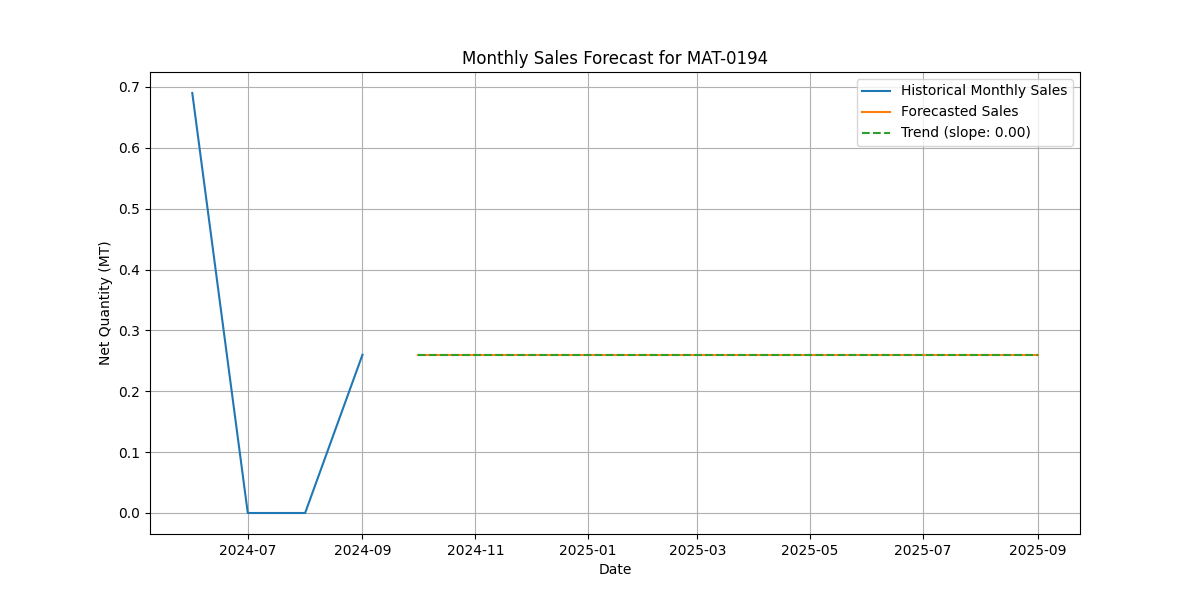 Monthly Sales Forecast for MAT-0194
Historical Monthly Sales
Forecasted Sales
Trend (slope: 0.00)
Net Quantity (MT)
0.7
0.6
0.5
0.4
0.3
0.2
0.1
0.0
2024-07 2024-09 2024-11 2025-01 2025-03 2025-05 2025-07 2025-09
Date